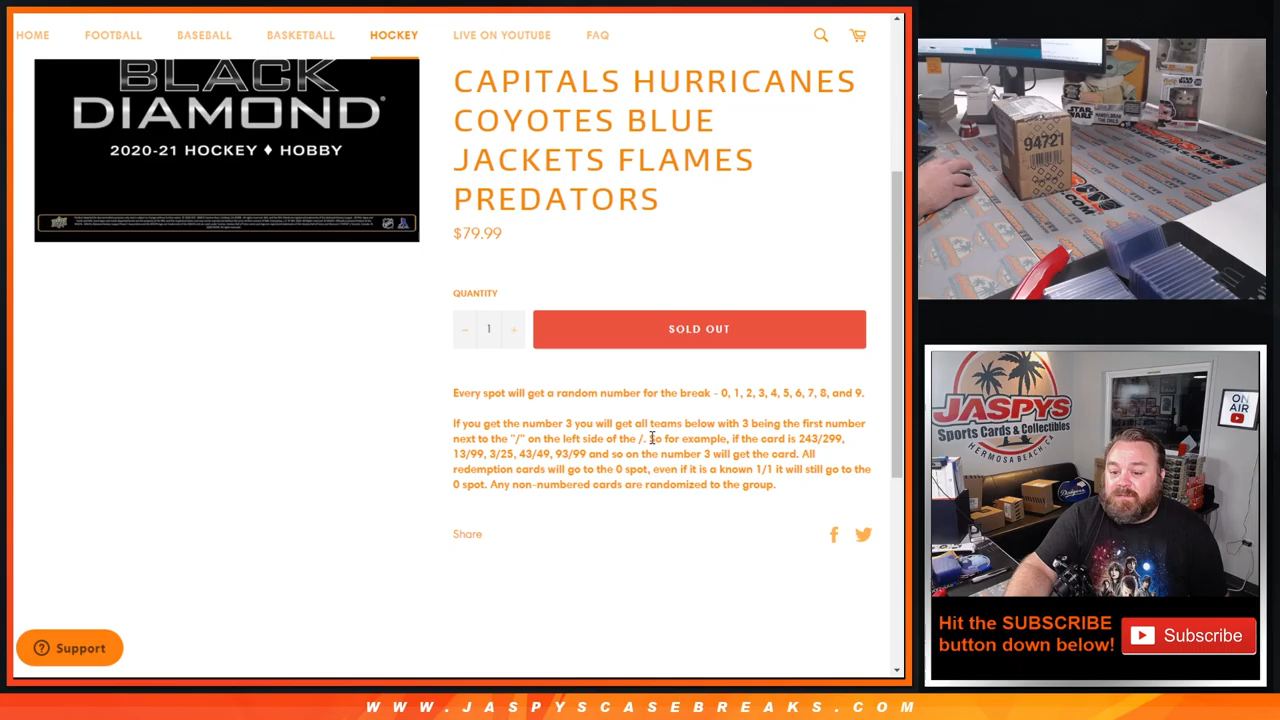 HOME FOOTBALL BASEBALL BASKETBALL HOCKEY LIVE ON YOUTUBE FAQ
BLACK
DIAMOND
2020-21 HOCKEY ♦ HOBBY
CAPITALS HURRICANES
COYOTES BLUE
JACKETS FLAMES
PREDATORS
$79.99
QUANTITY
− 1 +
SOLD OUT
Every spot will get a random number for the break - 0, 1, 2, 3, 4, 5, 6, 7, 8, and 9.
If you get the number 3 you will get all teams below with 3 being the first number
next to the "/" on the left side of the /. So for example, if the card is 243/299,
13/99, 3/25, 43/49, 93/99 and so on the number 3 will get the card. All
redemption cards will go to the 0 spot, even if it is a known 1/1 it will still go to the
0 spot. Any non-numbered cards are randomized to the group.
Share
Support
94721
STAR
WARS
JASPYS
Sports Cards & Collectibles
HERMOSA BEACH
ON
AIR
Dodgers
Hit the SUBSCRIBE
button down below!
Subscribe
WWW.JASPYSCASEBREAKS.COM